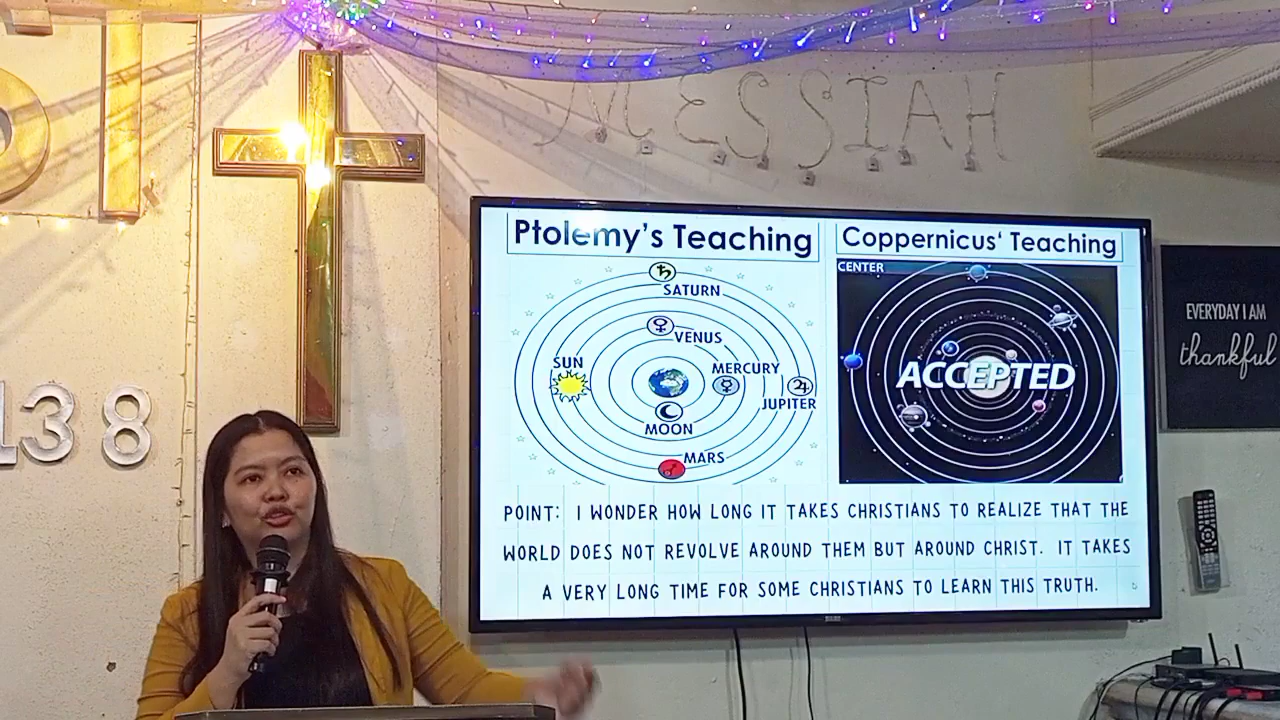 MESSIAH
138
Ptolemy's Teaching
SATURN
VENUS
SUN
MERCURY
JUPITER
MOON
MARS
Coppernicus' Teaching
CENTER
ACCEPTED
POINT: I WONDER HOW LONG IT TAKES CHRISTIANS TO REALIZE THAT THE
WORLD DOES NOT REVOLVE AROUND THEM BUT AROUND CHRIST. IT TAKES
A VERY LONG TIME FOR SOME CHRISTIANS TO LEARN THIS TRUTH.
EVERYDAY I AM
thankful